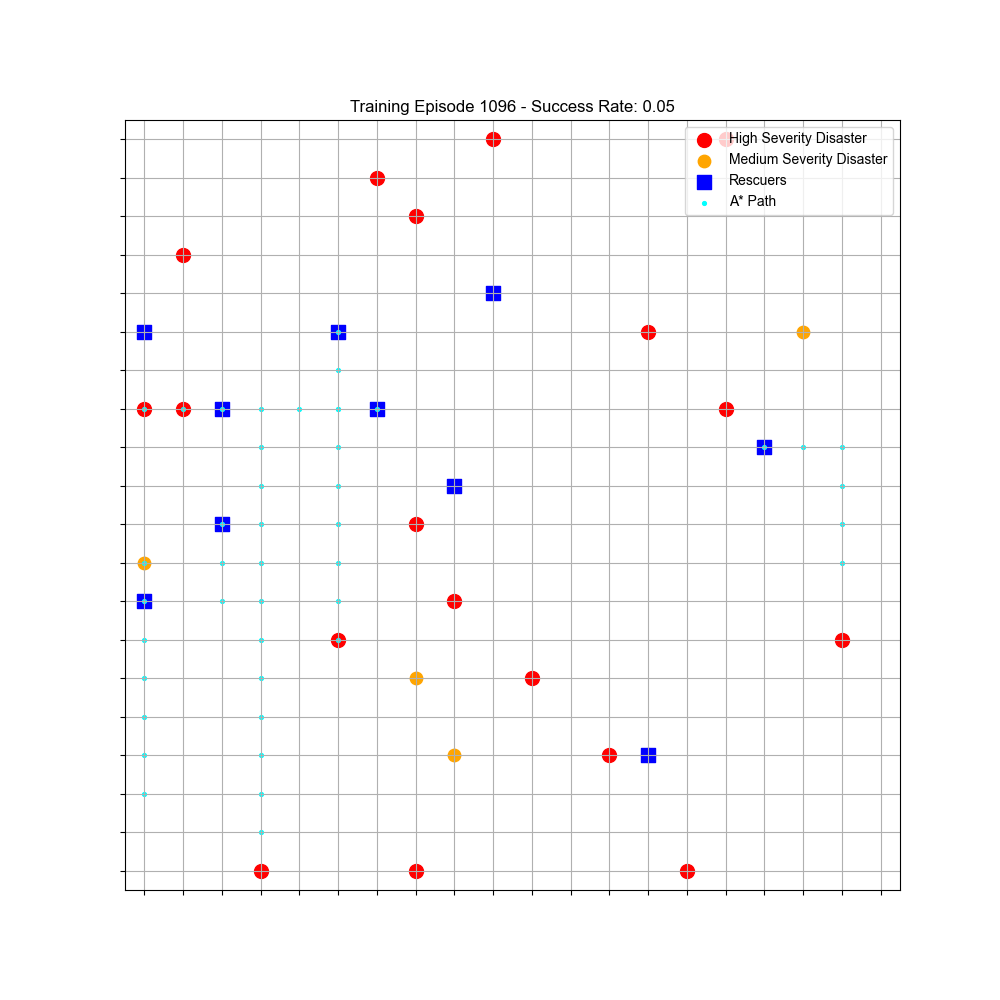 Training Episode 1096 - Success Rate: 0.05
High Severity Disaster
Medium Severity Disaster
Rescuers
A* Path